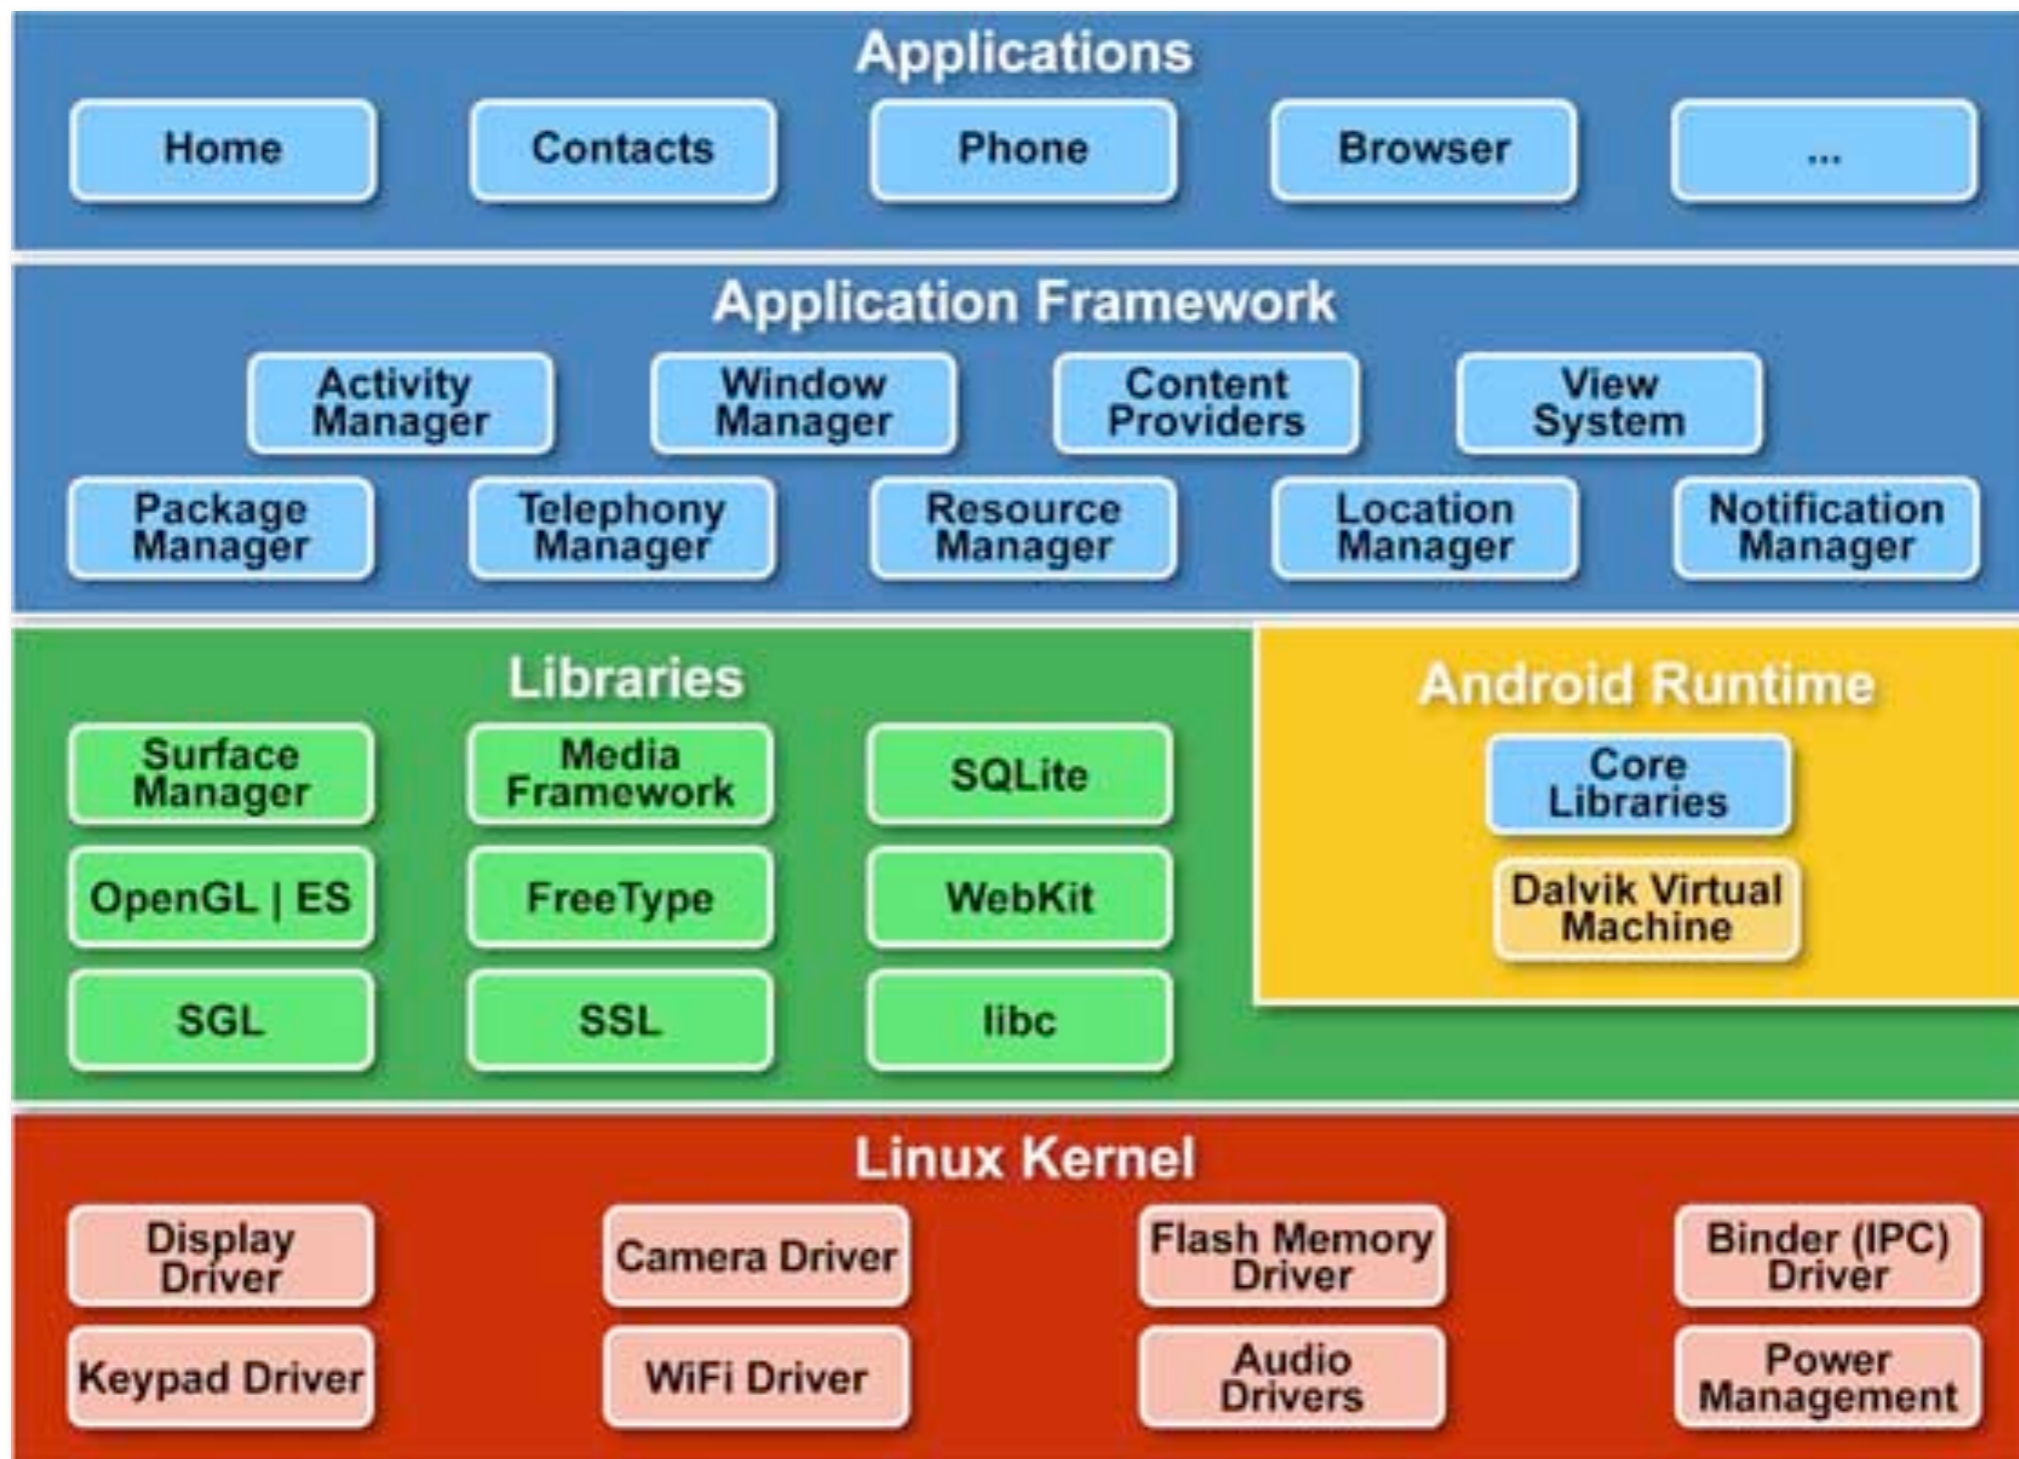 Applications
Home
Contacts
Phone
Browser
...
Application Framework
Activity
Manager
Window
Manager
Content
Providers
View
System
Package
Manager
Telephony
Manager
Resource
Manager
Location
Manager
Notification
Manager
Libraries
Surface
Manager
Media
Framework
SQLite
OpenGL | ES
FreeType
WebKit
SGL
SSL
libc
Android Runtime
Core
Libraries
Dalvik Virtual
Machine
Linux Kernel
Display
Driver
Camera Driver
Flash Memory
Driver
Binder (IPC)
Driver
Keypad Driver
WiFi Driver
Audio
Drivers
Power
Management